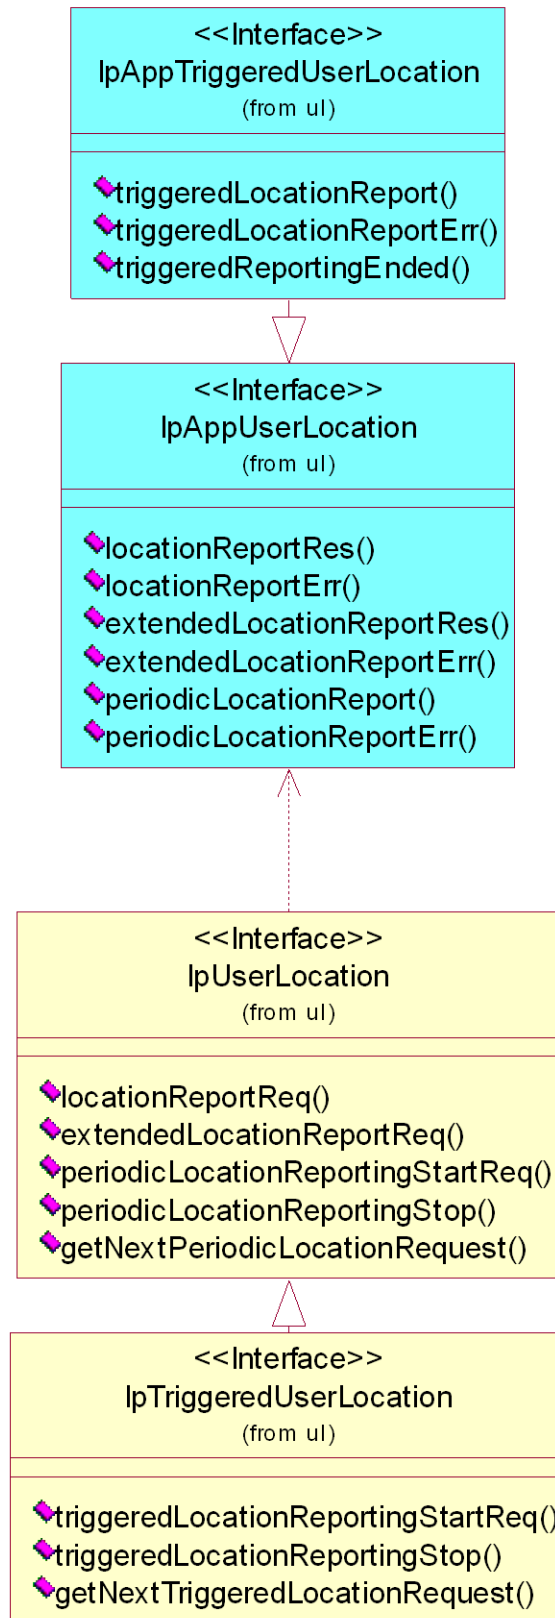 <<Interface>>
IpAppTriggeredUserLocation
(from ul)
triggeredLocationReport()
triggeredLocationReportErr()
triggeredReportingEnded()
<<Interface>>
IpAppUserLocation
(from ul)
locationReportRes()
locationReportErr()
extendedLocationReportRes()
extendedLocationReportErr()
periodicLocationReport()
periodicLocationReportErr()
<<Interface>>
IpUserLocation
(from ul)
locationReportReq()
extendedLocationReportReq()
periodicLocationReportingStartReq()
periodicLocationReportingStop()
getNextPeriodicLocationRequest()
<<Interface>>
IpTriggeredUserLocation
(from ul)
triggeredLocationReportingStartReq()
triggeredLocationReportingStop()
getNextTriggeredLocationRequest()